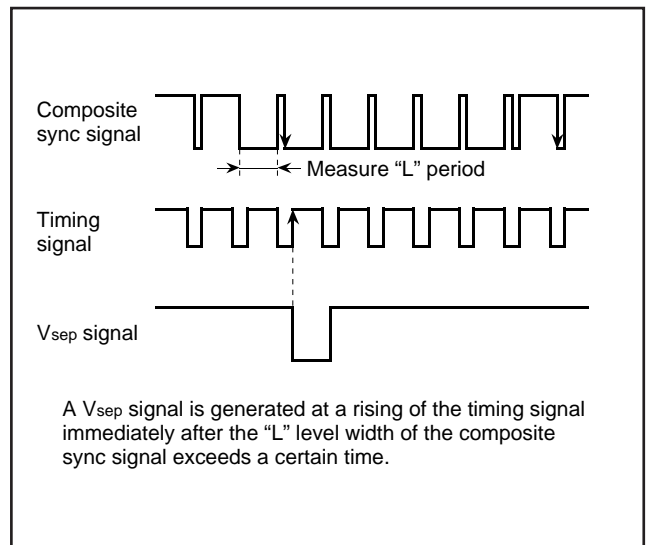 Composite
sync signal
Measure “L” period
Timing
signal
Vsep signal
A Vsep signal is generated at a rising of the timing signal
immediately after the “L” level width of the composite
sync signal exceeds a certain time.